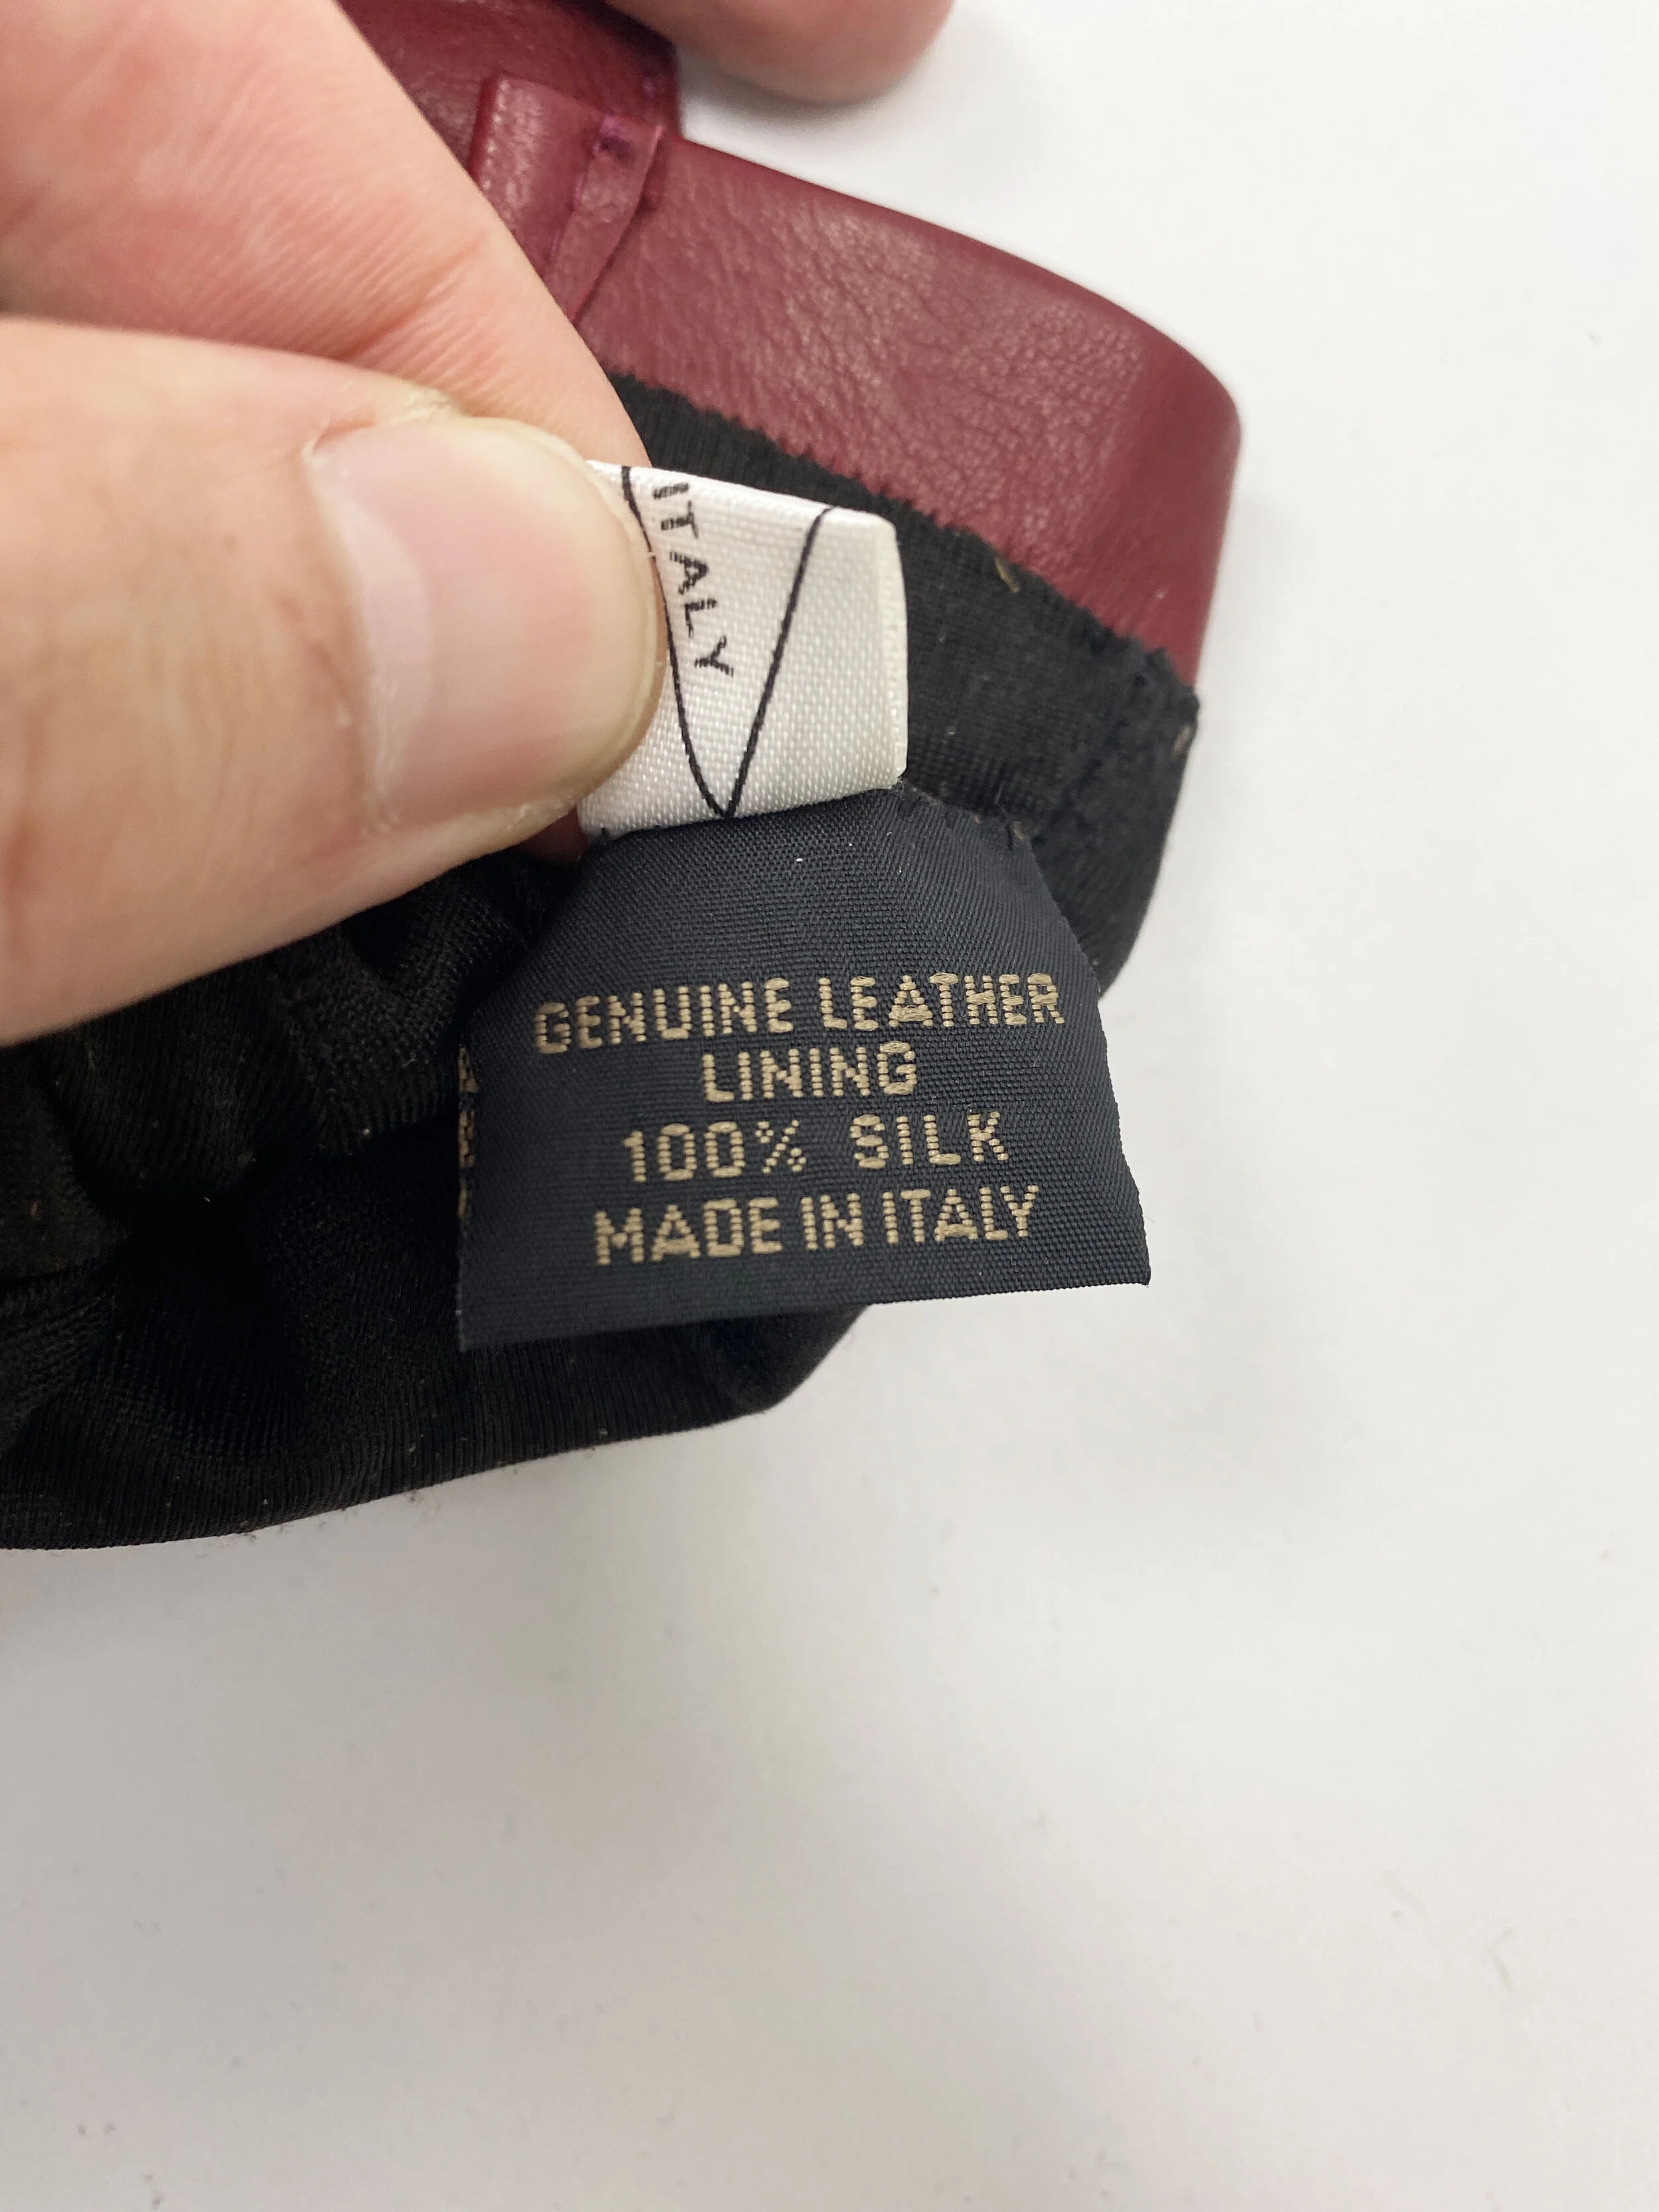 ITALY
GENUINE LEATHER
LINING
100% SILK
MADE IN ITALY